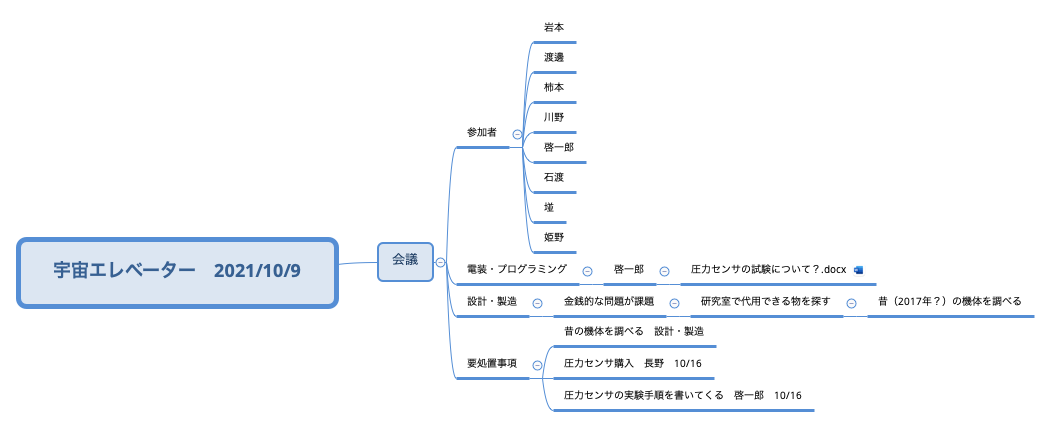 宇宙エレベーター　2021/10/9
会議
参加者
岩本
渡邊
柿本
川野
啓一郎
石渡
姫野
電装・プログラミング
啓一郎
圧力センサの試験について？.docx
設計・製造
金銭的な問題が課題
研究室で代用できる物を探す
昔（2017年？）の機体を調べる
要処置事項
昔の機体を調べる　設計・製造
圧力センサ購入　長野　10/16
圧力センサの実験手順を書いてくる　啓一郎　10/16